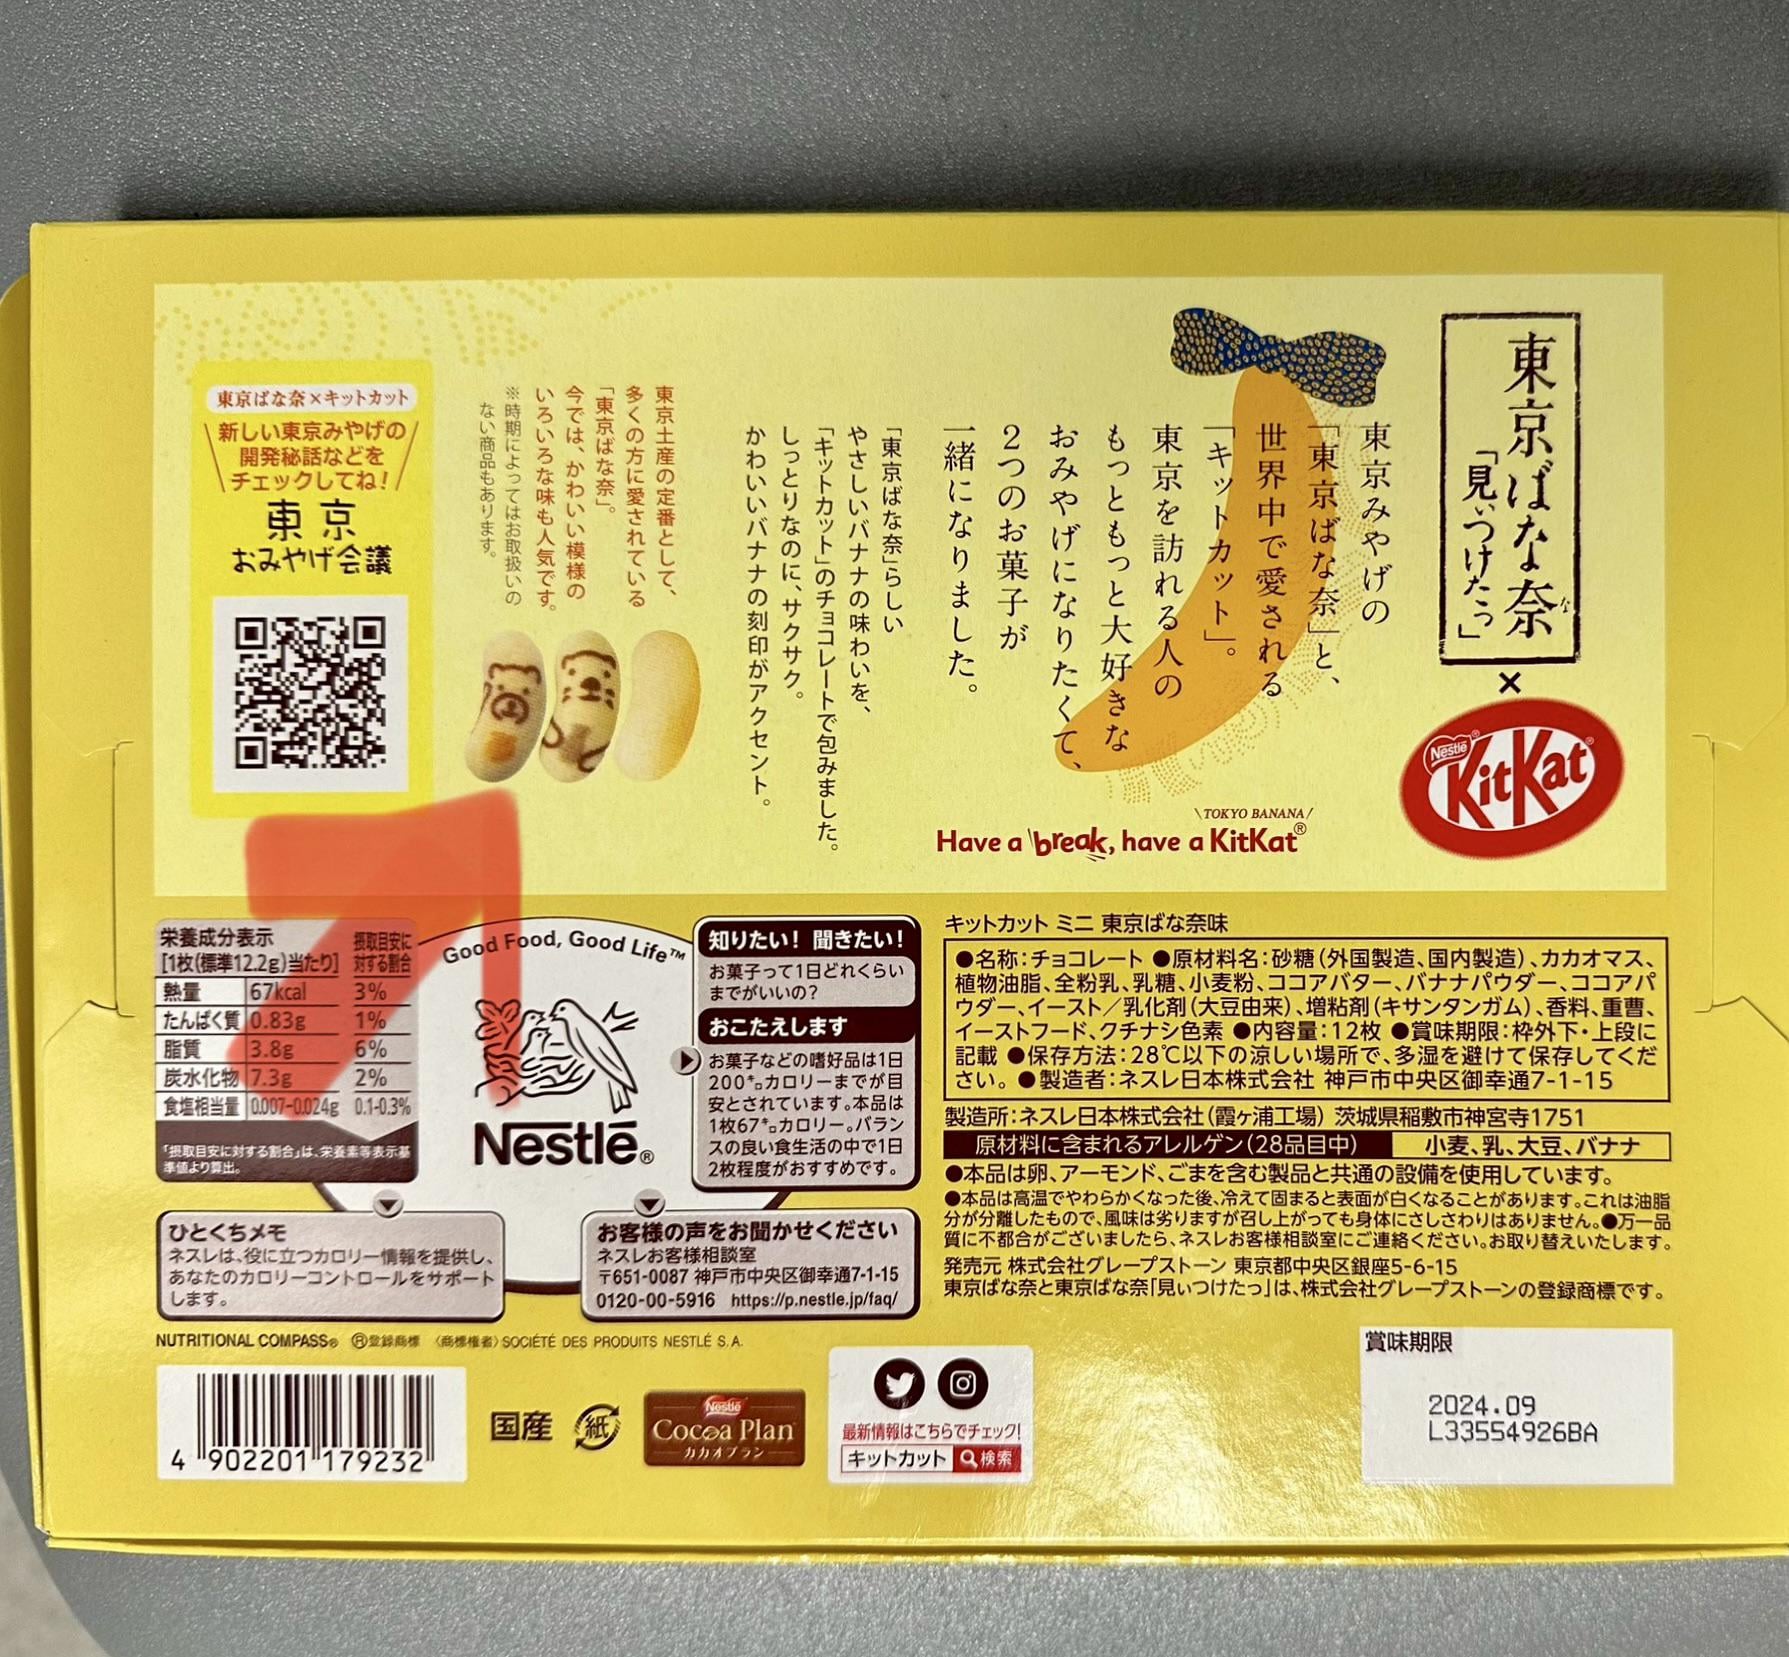 東京ばな奈
な
「見ぃつけたっ」
×
Nestlé
KitKat®
東京みやげの
「東京ばな奈」と、
世界中で愛される
「キットカット」。
東京を訪れる人の
もっともっと大好きな
おみやげになりたくて、
2つのお菓子が
一緒になりました。
\TOKYO BANANA/
Have a break, have a KitKat®
「東京ばな奈」らしい
やさしいバナナの味わいを、
「キットカット」のチョコレートで包みました。
しっとりなのに、サクサク。
かわいいバナナの刻印がアクセント。
東京土産の定番として、
多くの方に愛されている
「東京ばな奈」。
今では、かわいい模様の
いろいろな味も人気です。
※時期によってはお取扱いの
ない商品もあります。
東京ばな奈×キットカット
新しい東京みやげの
開発秘話などを
チェックしてね!
東京
おみやげ会議
栄養成分表示
[1枚(標準12.2g)当たり]
摂取目安に
対する割合
熱量 67kcal 3%
たんぱく質 0.83g 1%
脂質 3.8g 6%
炭水化物 7.3g 2%
食塩相当量 0.007-0.024g 0.1-0.3%
「摂取目安に対する割合」は、栄養素等表示基
準値より算出。
Good Food, Good Life™
Nestlé®
知りたい! 聞きたい!
お菓子って1日どれくらい
までがいいの?
おこたえします
お菓子などの嗜好品は1日
200㌔カロリーまでが目
安とされています。本品は
1枚67㌔カロリー。バラン
スの良い食生活の中で1日
2枚程度がおすすめです。
ひとくちメモ
ネスレは、役に立つカロリー情報を提供し、
あなたのカロリーコントロールをサポート
します。
お客様の声をお聞かせください
ネスレお客様相談室
〒651-0087 神戸市中央区御幸通7-1-15
0120-00-5916 https://p.nestle.jp/faq/
NUTRITIONAL COMPASS® ®登録商標 〈商標権者〉SOCIÉTÉ DES PRODUITS NESTLÉ S.A.
キットカット ミニ 東京ばな奈味
●名称:チョコレート ●原材料名:砂糖(外国製造、国内製造)、カカオマス、
植物油脂、全粉乳、乳糖、小麦粉、ココアバター、バナナパウダー、ココアパ
ウダー、イースト/乳化剤(大豆由来)、増粘剤(キサンタンガム)、香料、重曹、
イーストフード、クチナシ色素 ●内容量:12枚 ●賞味期限:枠外下・上段に
記載 ●保存方法:28℃以下の涼しい場所で、多湿を避けて保存してくだ
さい。●製造者:ネスレ日本株式会社 神戸市中央区御幸通7-1-15
製造所:ネスレ日本株式会社(霞ヶ浦工場) 茨城県稲敷市神宮寺1751
原材料に含まれるアレルゲン(28品目中) 小麦、乳、大豆、バナナ
●本品は卵、アーモンド、ごまを含む製品と共通の設備を使用しています。
●本品は高温でやわらかくなった後、冷えて固まると表面が白くなることがあります。これは油脂
分が分離したもので、風味は劣りますが召し上がっても身体にさしさわりはありません。●万一品
質に不都合がございましたら、ネスレお客様相談室にご連絡ください。お取り替えいたします。
発売元 株式会社グレープストーン 東京都中央区銀座5-6-15
東京ばな奈と東京ばな奈「見ぃつけたっ」は、株式会社グレープストーンの登録商標です。
4 902201 179232
国産
紙
Nestlé
Cocoa Plan
カカオプラン
最新情報はこちらでチェック!
キットカット 検索
賞味期限
2024.09
L33554926BA